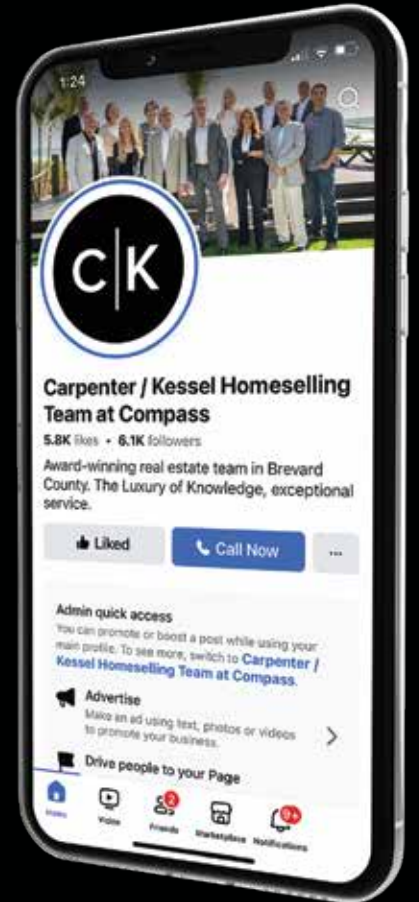 1:24
C|K
Carpenter / Kessel Homeselling
Team at Compass
5.8K likes • 6.1K followers
Award-winning real estate team in Brevard
County. The Luxury of Knowledge, exceptional
service.
Liked
Call Now
...
Admin quick access
You can promote or boost a post while using your
main profile. To see more, switch to Carpenter /
Kessel Homeselling Team at Compass.
Advertise
Make an ad using text, photos or videos
to promote your business.
Drive people to your Page
2
9+
Home
Video
Friends
Marketplace
Notifications